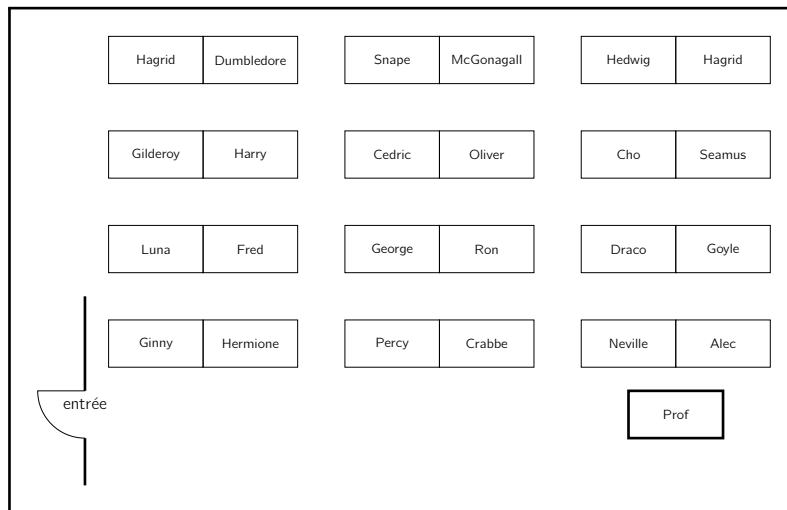 Hagrid Dumbledore Snape McGonagall Hedwig Hagrid
Gilderoy Harry Cedric Oliver Cho Seamus
Luna Fred George Ron Draco Goyle
Ginny Hermione Percy Crabbe Neville Alec
entrée
Prof